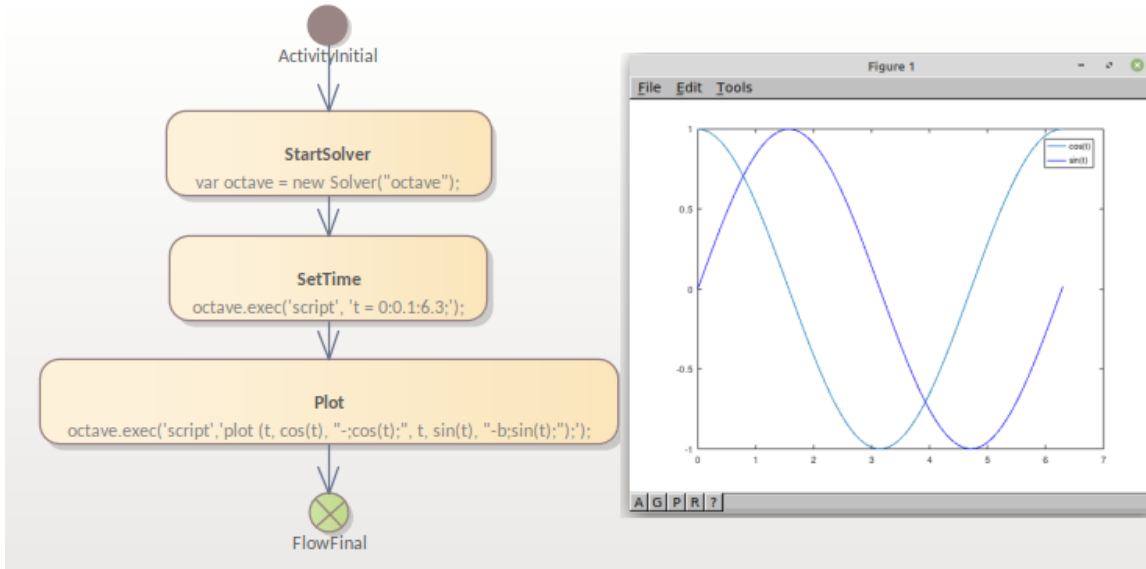 ActivityInitial
StartSolver
var octave = new Solver("octave");
SetTime
octave.exec('script', 't = 0:0.1:6.3;');
Plot
octave.exec('script','plot (t, cos(t), "-;cos(t);", t, sin(t), "-b;sin(t);");');
FlowFinal
Figure 1
File Edit Tools
1
0.5
0
-0.5
-1
0 1 2 3 4 5 6 7
cos(t)
sin(t)
A G P R ?